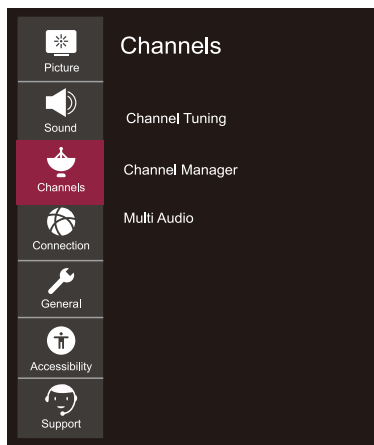 Channels
Picture
Sound
Channels
Connection
General
Accessibility
Support
Channel Tuning
Channel Manager
Multi Audio